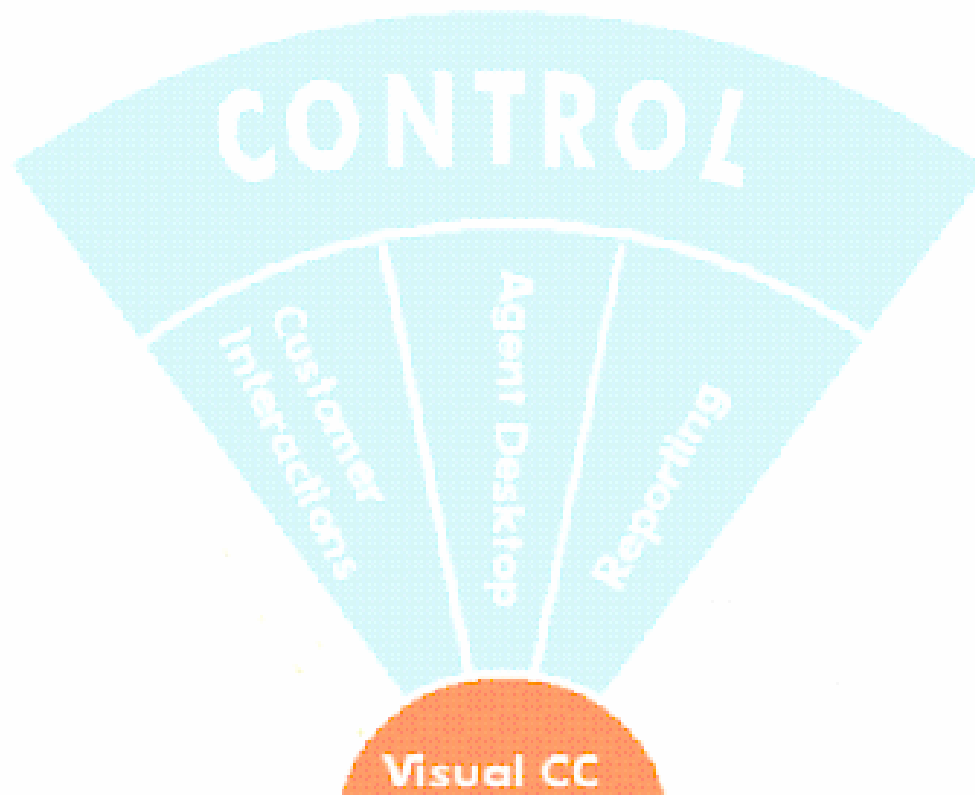 CONTROL
Customer
Interactions
Agent Desktop
Reporting
Visual CC